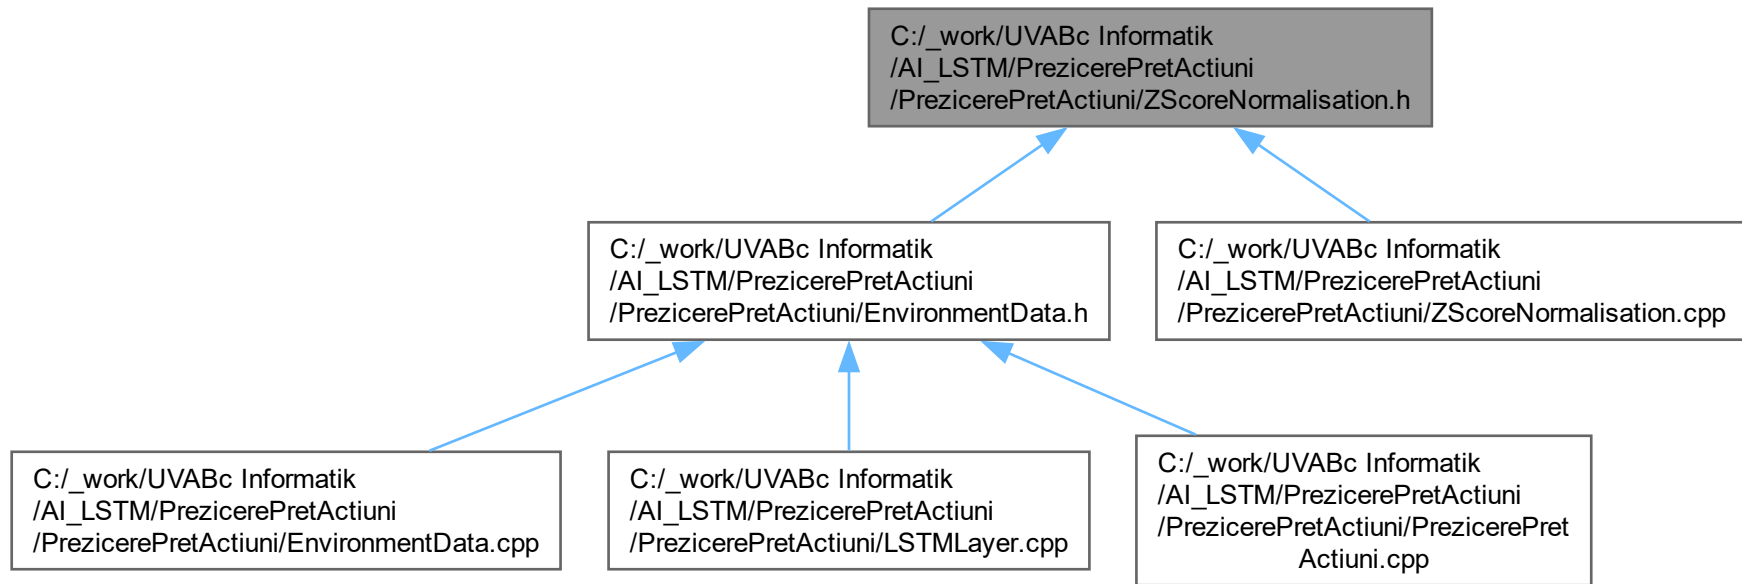 C:/_work/UVABc Informatik
/AI_LSTM/PrezicerePretActiuni
/PrezicerePretActiuni/ZScoreNormalisation.h
C:/_work/UVABc Informatik
/AI_LSTM/PrezicerePretActiuni
/PrezicerePretActiuni/EnvironmentData.h
C:/_work/UVABc Informatik
/AI_LSTM/PrezicerePretActiuni
/PrezicerePretActiuni/ZScoreNormalisation.cpp
C:/_work/UVABc Informatik
/AI_LSTM/PrezicerePretActiuni
/PrezicerePretActiuni/EnvironmentData.cpp
C:/_work/UVABc Informatik
/AI_LSTM/PrezicerePretActiuni
/PrezicerePretActiuni/LSTMLayer.cpp
C:/_work/UVABc Informatik
/AI_LSTM/PrezicerePretActiuni
/PrezicerePretActiuni/PrezicerePret
Actiuni.cpp